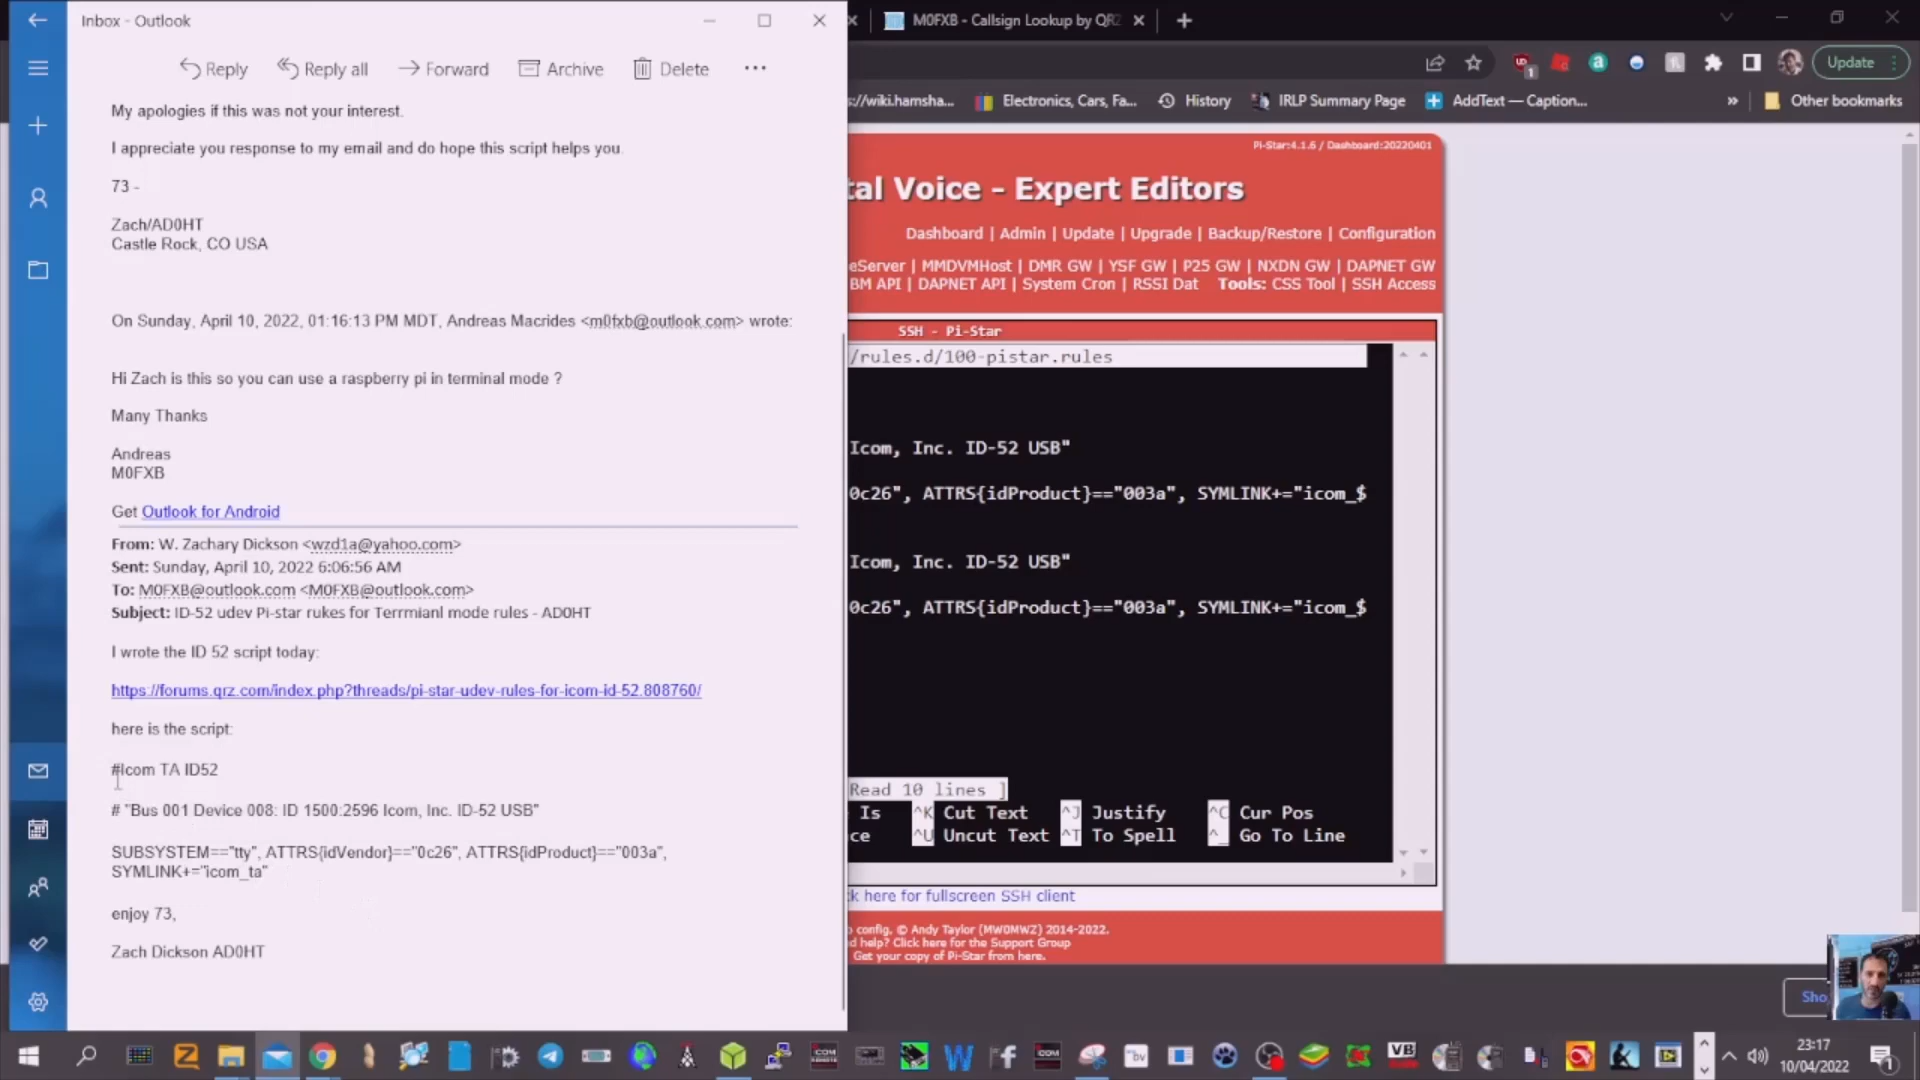 Inbox - Outlook
Reply
Reply all
Forward
Archive
Delete
My apologies if this was not your interest.
I appreciate you response to my email and do hope this script helps you.
73 -
Zach/AD0HT
Castle Rock, CO USA
On Sunday, April 10, 2022, 01:16:13 PM MDT, Andreas Macrides <m0fxb@outlook.com> wrote:
Hi Zach is this so you can use a raspberry pi in terminal mode ?
Many Thanks
Andreas
M0FXB
Get Outlook for Android
From: W. Zachary Dickson <wzd1a@yahoo.com>
Sent: Sunday, April 10, 2022 6:06:56 AM
To: M0FXB@outlook.com <M0FXB@outlook.com>
Subject: ID-52 udev Pi-star rukes for Terrmianl mode rules - AD0HT
I wrote the ID 52 script today:
https://forums.qrz.com/index.php?threads/pi-star-udev-rules-for-icom-id-52.808760/
here is the script:
#Icom TA ID52
# "Bus 001 Device 008: ID 1500:2596 Icom, Inc. ID-52 USB"
SUBSYSTEM=="tty", ATTRS{idVendor}=="0c26", ATTRS{idProduct}=="003a",
SYMLINK+="icom_ta"
enjoy 73,
Zach Dickson AD0HT
M0FXB - Callsign Lookup by QRZ
Update
s://wiki.hamsha...
Electronics, Cars, Fa...
History
IRLP Summary Page
AddText — Caption...
»
Other bookmarks
Pi-Star:4.1.6 / Dashboard:20220401
tal Voice - Expert Editors
Dashboard | Admin | Update | Upgrade | Backup/Restore | Configuration
eServer | MMDVMHost | DMR GW | YSF GW | P25 GW | NXDN GW | DAPNET GW
BM API | DAPNET API | System Cron | RSSI Dat Tools: CSS Tool | SSH Access
SSH - Pi-Star
/rules.d/100-pistar.rules
Icom, Inc. ID-52 USB"
0c26", ATTRS{idProduct}=="003a", SYMLINK+="icom_$
Icom, Inc. ID-52 USB"
0c26", ATTRS{idProduct}=="003a", SYMLINK+="icom_$
Read 10 lines ]
Is ^K Cut Text ^J Justify ^C Cur Pos
ce ^U Uncut Text ^T To Spell ^_ Go To Line
k here for fullscreen SSH client
config. © Andy Taylor (MW0MWZ) 2014-2022.
d help? Click here for the Support Group
Get your copy of Pi-Star from here.
Sho
23:17
10/04/2022